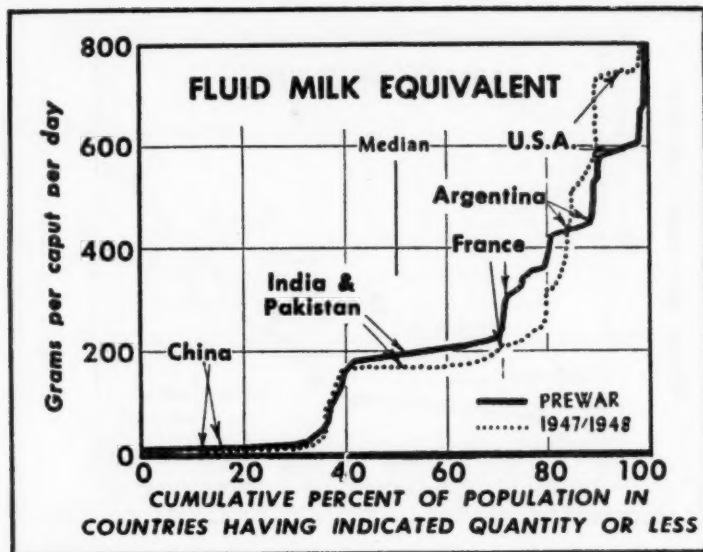 800
600
400
200
0
Grams per caput per day
FLUID MILK EQUIVALENT
Median
U.S.A.
Argentina
France
India &
Pakistan
China
PREWAR
1947/1948
0 20 40 60 80 100
CUMULATIVE PERCENT OF POPULATION IN
COUNTRIES HAVING INDICATED QUANTITY OR LESS